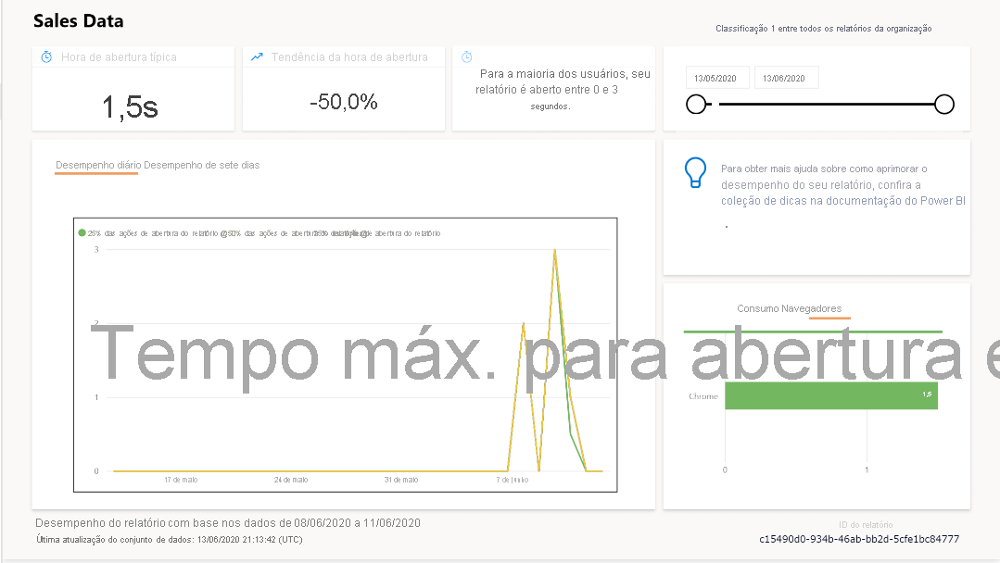 Sales Data
Classificação 1 entre todos os relatórios da organização
Hora de abertura típica
1,5s
Tendência da hora de abertura
-50,0%
Para a maioria dos usuários, seu
relatório é aberto entre 0 e 3
segundos.
13/05/2020
13/06/2020
Desempenho diário Desempenho de sete dias
Para obter mais ajuda sobre como aprimorar o
desempenho do seu relatório, confira a
coleção de dicas na documentação do Power BI
.
25% das ações de abertura do relatório @50% das ações de abertura do relatório
de abertura do relatório
3
2
1
0
17 de maio
24 de maio
31 de maio
7 de junho
Tempo máx. para abertura e
Consumo Navegadores
Chrome
1,5
0
1
Desempenho do relatório com base nos dados de 08/06/2020 a 11/06/2020
Última atualização do conjunto de dados: 13/06/2020 21:13:42 (UTC)
ID do relatório
c15490d0-934b-46ab-bb2d-5cfe1bc84777